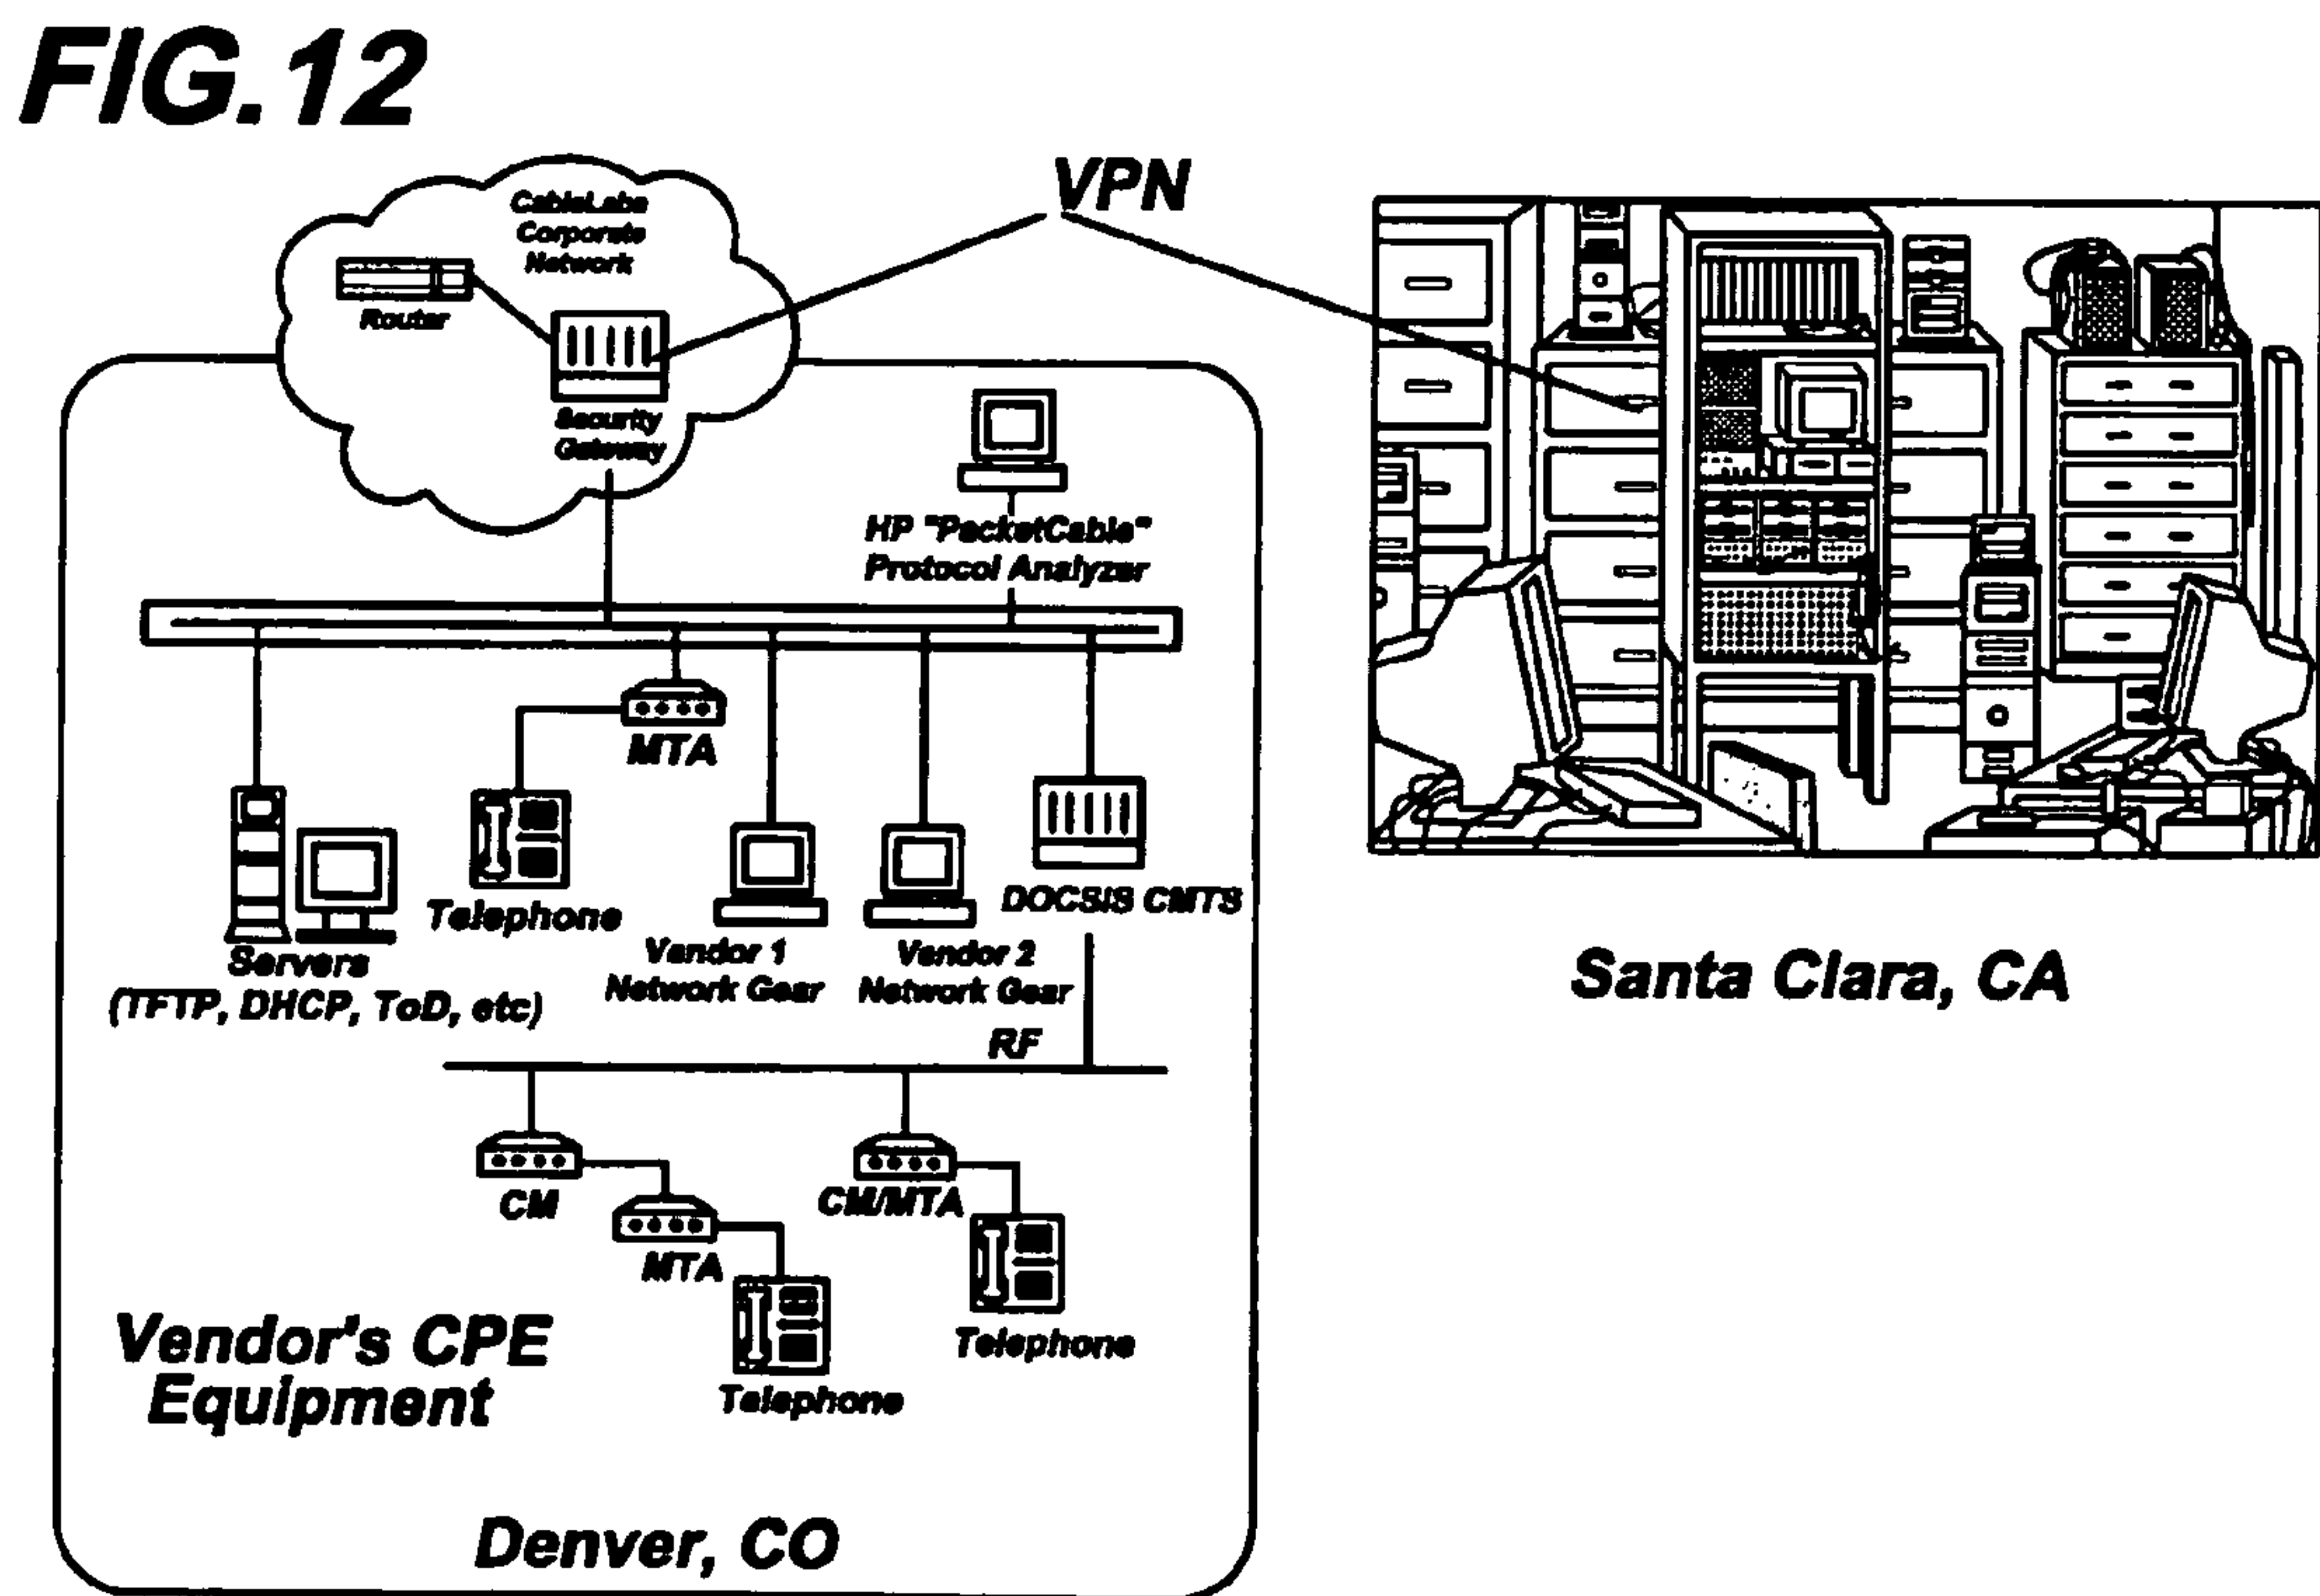 FIG.12
VPN
CableLabs
Corporate
Network
Router
Security
Gateway
HP "PacketCable"
Protocol Analyzer
MTA
Telephone
DOCSIS CMTS
Servers
(TFTP, DHCP, ToD, etc)
Vendor 1
Network Gear
Vendor 2
Network Gear
RF
CM
CM/MTA
MTA
Telephone
Telephone
Vendor's CPE
Equipment
Denver, CO
Santa Clara, CA